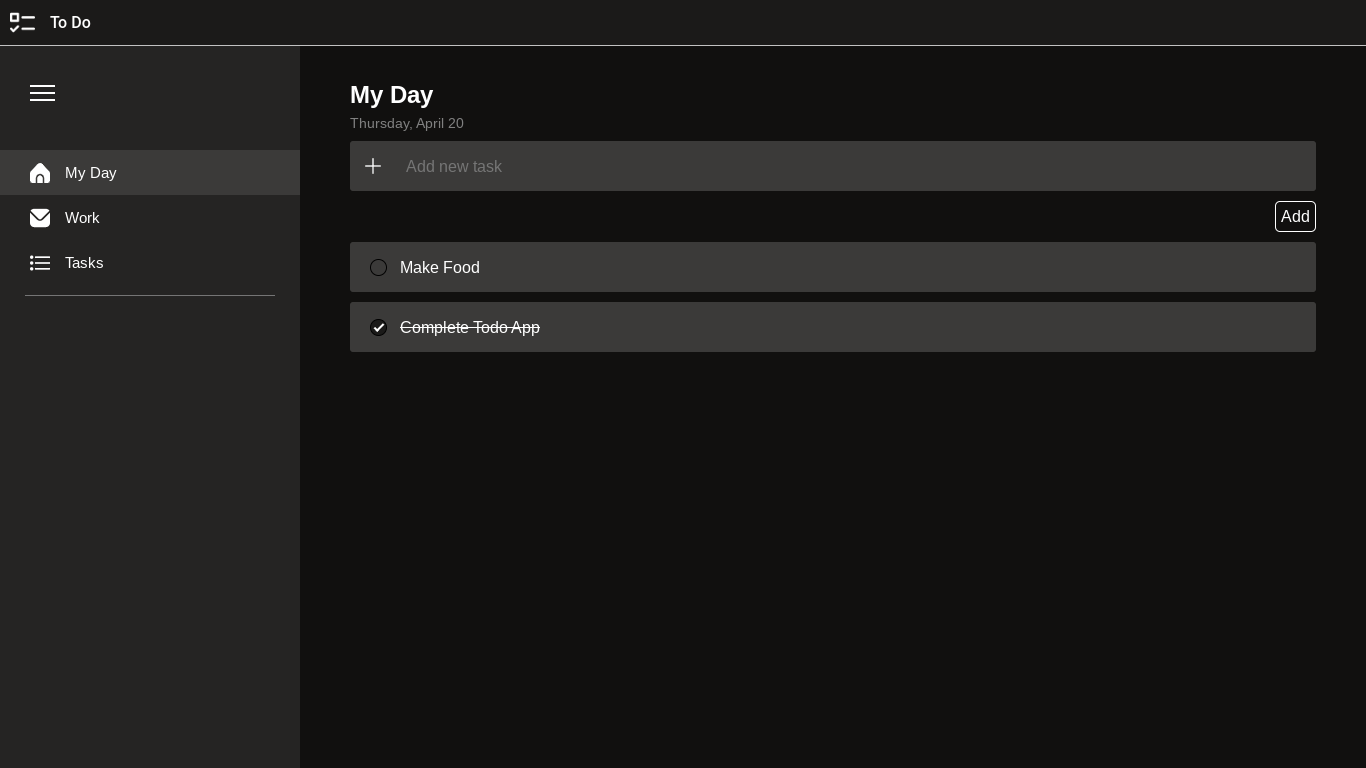 To Do
My Day
Work
Tasks
My Day
Thursday, April 20
Add new task
Add
Make Food
Complete Todo App